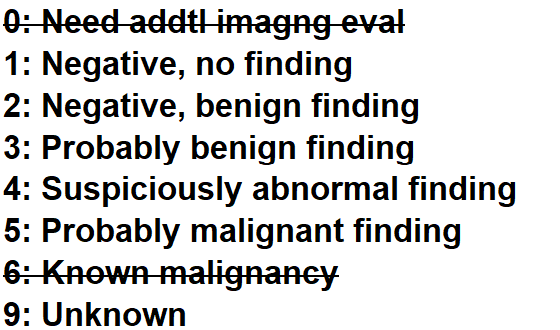 0: Need addtl imagng eval
1: Negative, no finding
2: Negative, benign finding
3: Probably benign finding
4: Suspiciously abnormal finding
5: Probably malignant finding
6: Known malignancy
9: Unknown